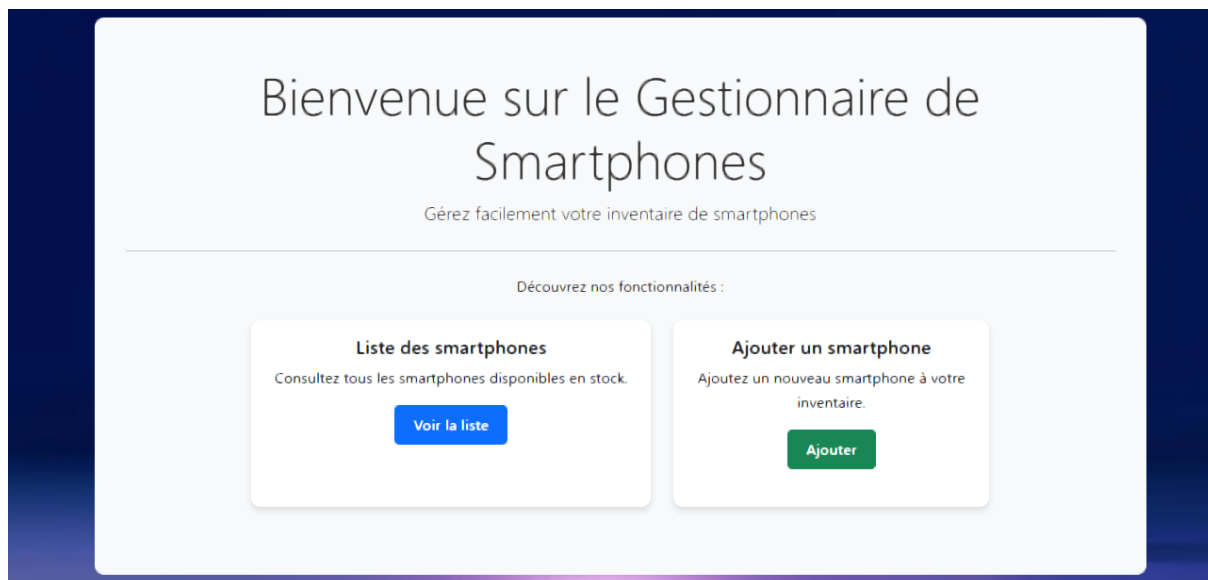 Bienvenue sur le Gestionnaire de
Smartphones
Gérez facilement votre inventaire de smartphones
Découvrez nos fonctionnalités :
Liste des smartphones
Consultez tous les smartphones disponibles en stock.
Voir la liste
Ajouter un smartphone
Ajoutez un nouveau smartphone à votre
inventaire.
Ajouter